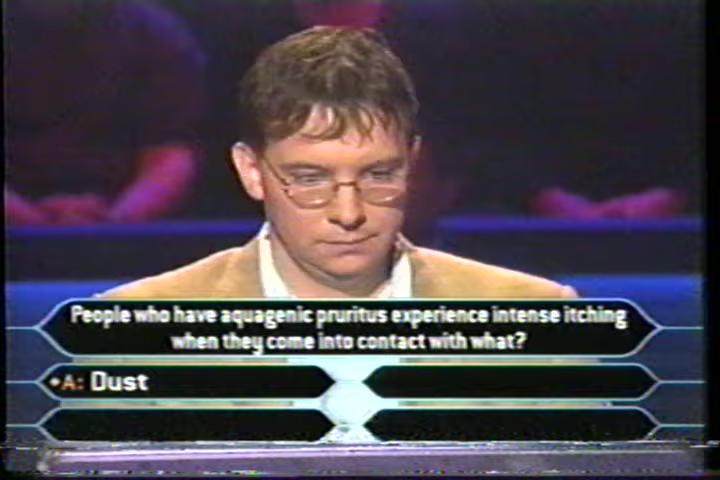 People who have aquagenic pruritus experience intense itching
when they come into contact with what?
•A: Dust